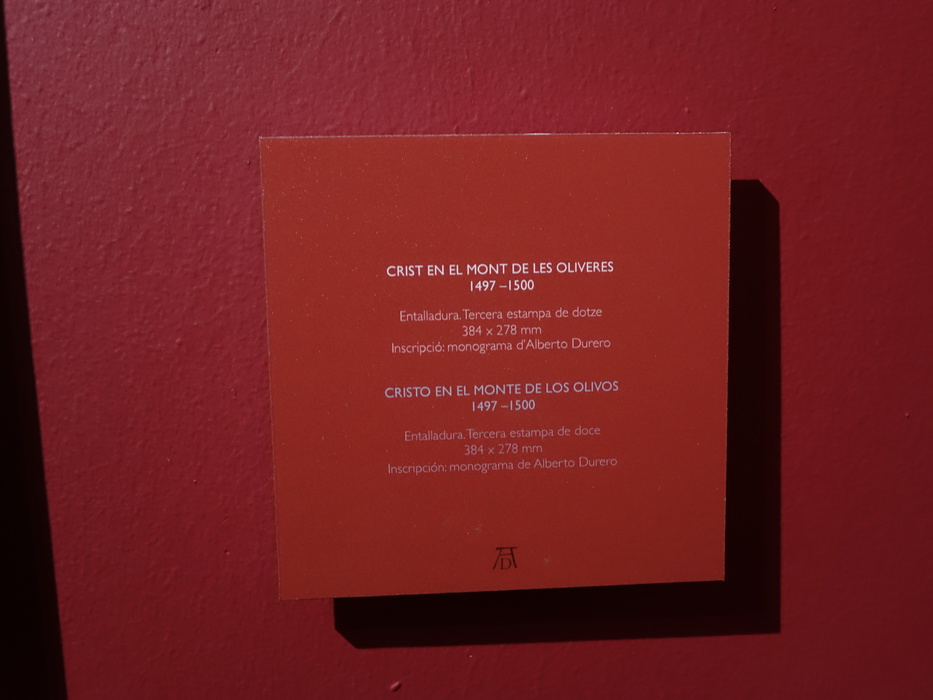 CRIST EN EL MONT DE LES OLIVERES
1497 –1500
Entalladura. Tercera estampa de dotze
384 x 278 mm
Inscripció: monograma d'Alberto Durero
CRISTO EN EL MONTE DE LOS OLIVOS
1497 –1500
Entalladura. Tercera estampa de doce
384 x 278 mm
Inscripción: monograma de Alberto Durero
AD